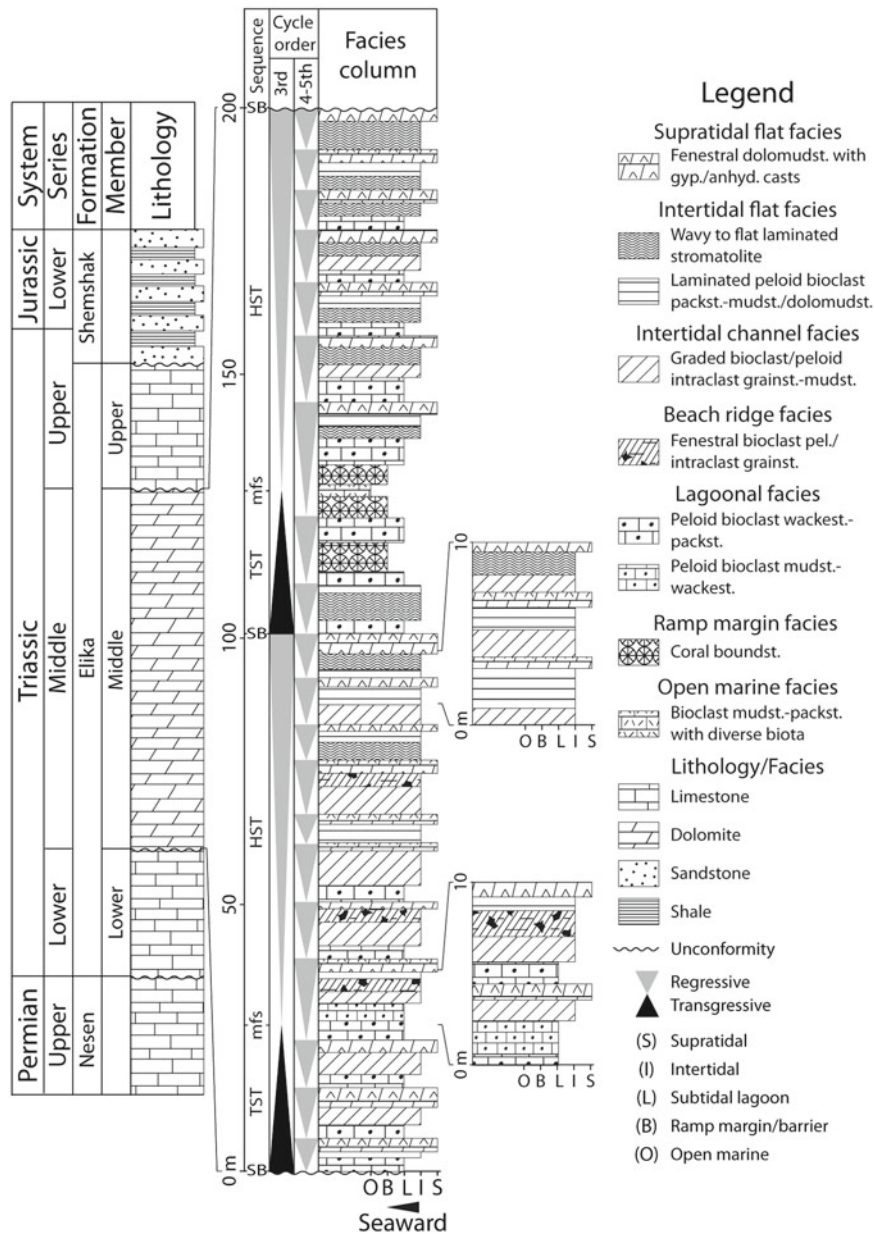 System
Series
Formation
Member
Lithology
Jurassic
Lower
Shemshak
Triassic
Upper
Middle
Lower
Elika
Upper
Middle
Lower
Permian
Upper
Nesen
Sequence
Cycle
order
3rd
4-5th
Facies
column
200
150
100
50
0 m
SB
HST
mfs
TST
SB
HST
mfs
TST
SB
O B L I S
Seaward
10
0 m
O B L I S
10
0 m
O B L I S
Legend
Supratidal flat facies
Fenestral dolomudst. with
gyp./anhyd. casts
Intertidal flat facies
Wavy to flat laminated
stromatolite
Laminated peloid bioclast
packst.-mudst./dolomudst.
Intertidal channel facies
Graded bioclast/peloid
intraclast grainst.-mudst.
Beach ridge facies
Fenestral bioclast pel./
intraclast grainst.
Lagoonal facies
Peloid bioclast wackest.-
packst.
Peloid bioclast mudst.-
wackest.
Ramp margin facies
Coral boundst.
Open marine facies
Bioclast mudst.-packst.
with diverse biota
Lithology/Facies
Limestone
Dolomite
Sandstone
Shale
Unconformity
Regressive
Transgressive
(S) Supratidal
(I) Intertidal
(L) Subtidal lagoon
(B) Ramp margin/barrier
(O) Open marine